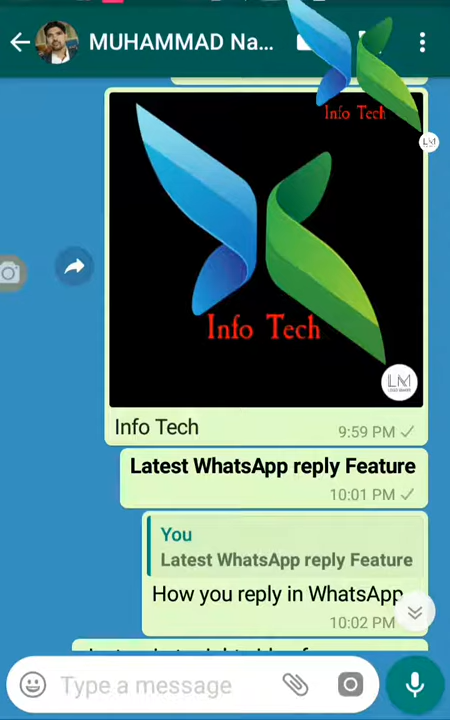 MUHAMMAD Na...
Info Tech
Info Tech
LM
Info Tech
9:59 PM
Latest WhatsApp reply Feature
10:01 PM
You
Latest WhatsApp reply Feature
How you reply in WhatsApp
10:02 PM
Type a message